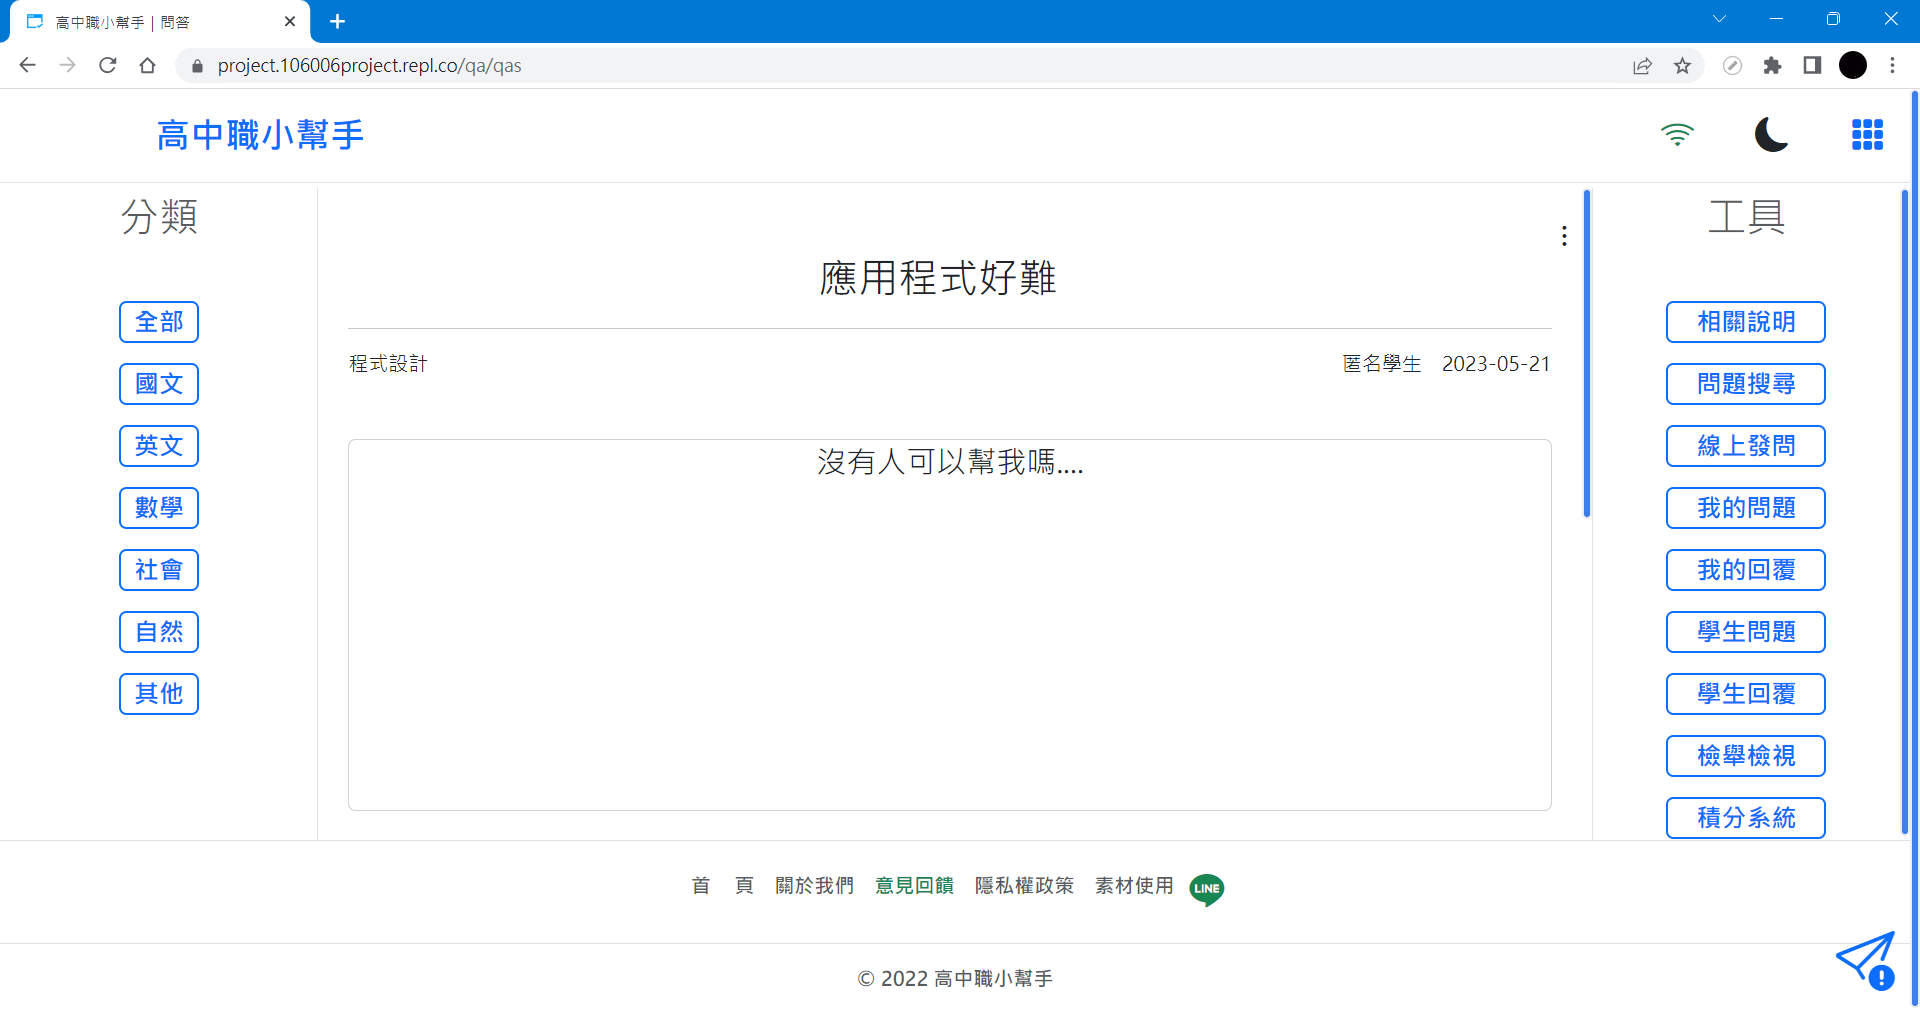 高中職小幫手 | 問答
project.106006project.repl.co/qa/qas
高中職小幫手
分類
全部
國文
英文
數學
社會
自然
其他
應用程式好難
程式設計
匿名學生 2023-05-21
沒有人可以幫我嗎....
工具
相關說明
問題搜尋
線上發問
我的問題
我的回覆
學生問題
學生回覆
檢舉檢視
積分系統
首 頁 關於我們 意見回饋 隱私權政策 素材使用 LINE
© 2022 高中職小幫手